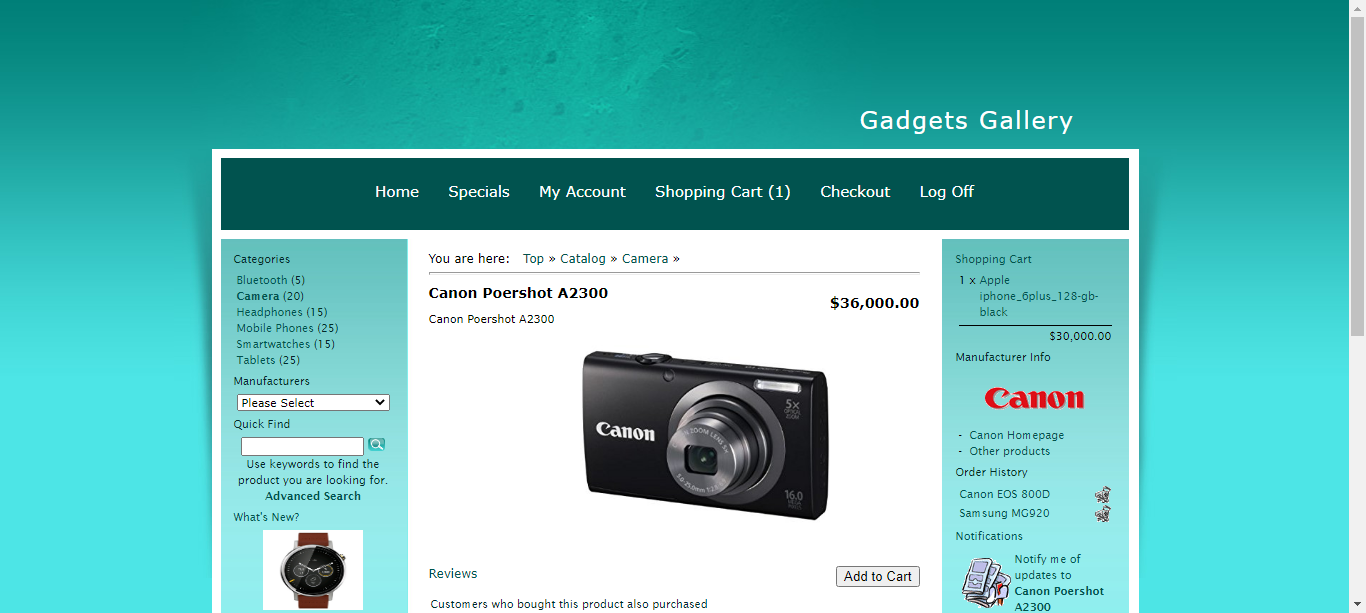 Gadgets Gallery
Home
Specials
My Account
Shopping Cart (1)
Checkout
Log Off
Categories
Bluetooth (5)
Camera (20)
Headphones (15)
Mobile Phones (25)
Smartwatches (15)
Tablets (25)
Manufacturers
Please Select
Quick Find
Use keywords to find the
product you are looking for.
Advanced Search
What's New?
You are here: Top » Catalog » Camera »
Canon Poershot A2300
$36,000.00
Canon Poershot A2300
5x
Canon
16.0
Reviews
Add to Cart
Customers who bought this product also purchased
Shopping Cart
1 x Apple
iphone_6plus_128-gb-
black
$30,000.00
Manufacturer Info
Canon
- Canon Homepage
- Other products
Order History
Canon EOS 800D
Samsung MG920
Notifications
Notify me of
updates to
Canon Poershot
A2300